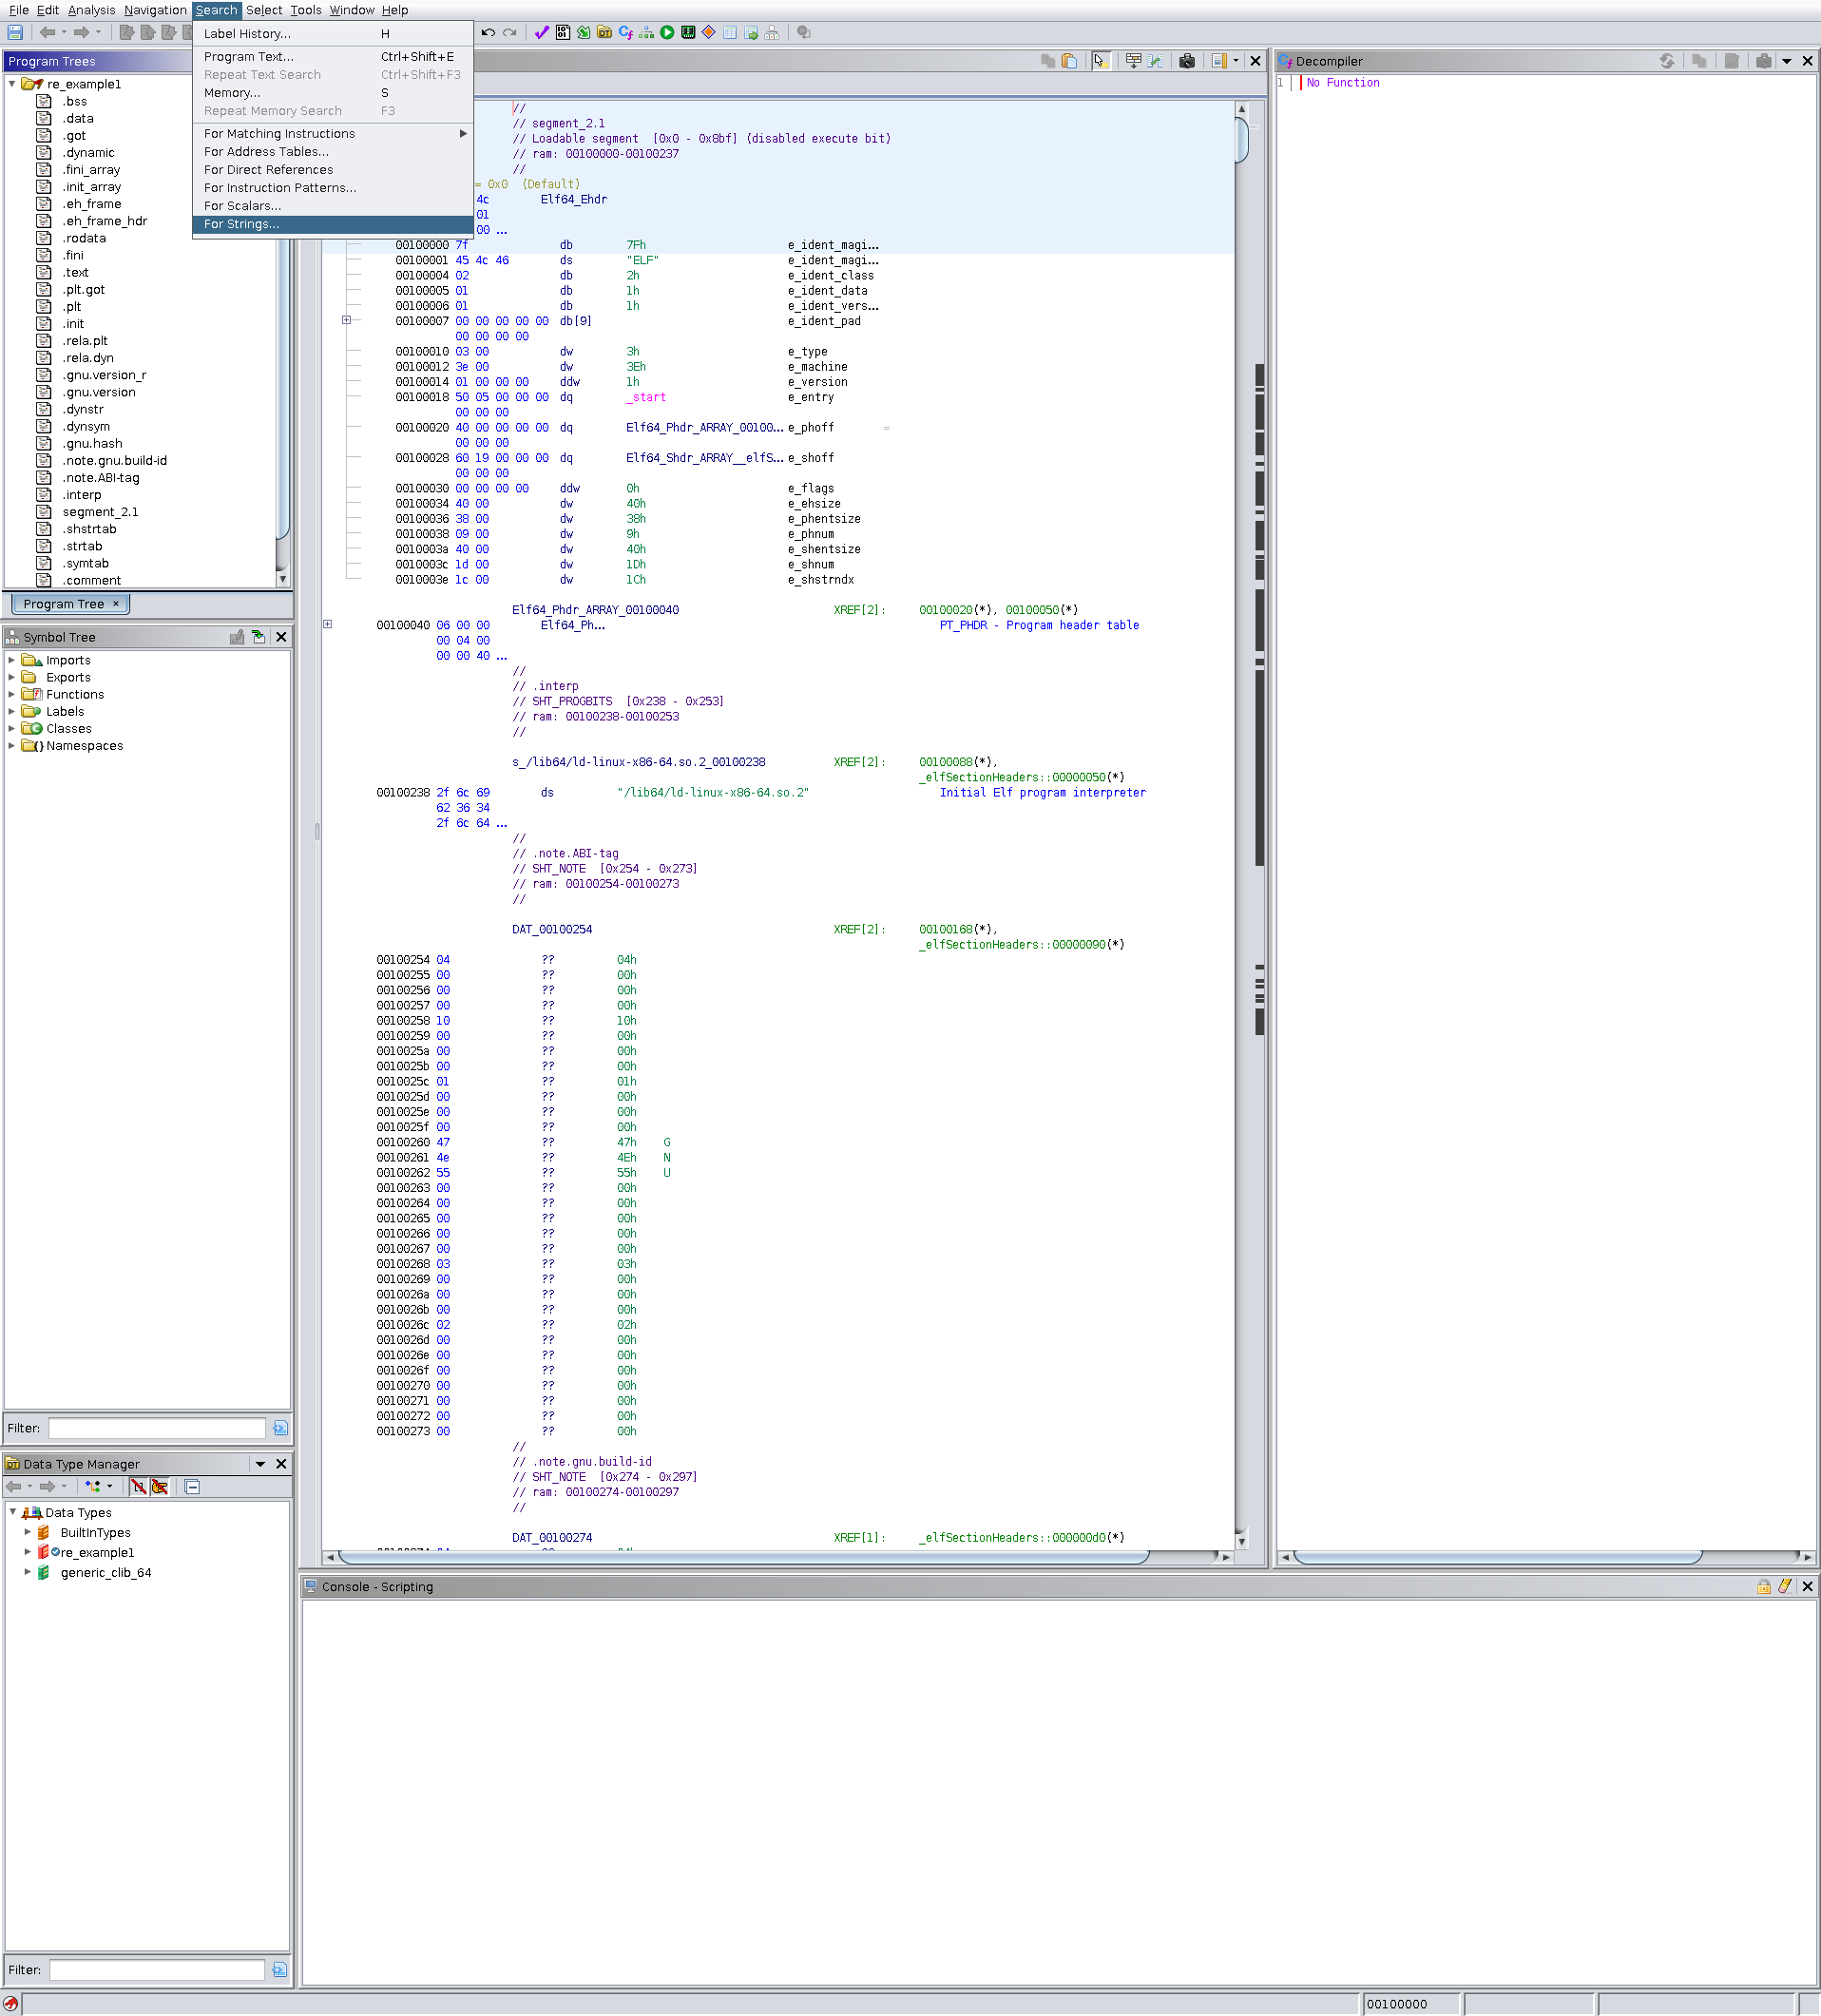 File Edit Analysis Navigation Search Select Tools Window Help
Label History... H
Program Text... Ctrl+Shift+E
Repeat Text Search Ctrl+Shift+F3
Memory... S
Repeat Memory Search F3
For Matching Instructions
For Address Tables...
For Direct References
For Instruction Patterns...
For Scalars...
For Strings...
Program Trees
re_example1
.bss
.data
.got
.dynamic
.fini_array
.init_array
.eh_frame
.eh_frame_hdr
.rodata
.fini
.text
.plt.got
.plt
.init
.rela.plt
.rela.dyn
.gnu.version_r
.gnu.version
.dynstr
.dynsym
.gnu.hash
.note.gnu.build-id
.note.ABI-tag
.interp
segment_2.1
.shstrtab
.strtab
.symtab
.comment
Program Tree ×
Symbol Tree
Imports
Exports
Functions
Labels
Classes
Namespaces
Filter:
Data Type Manager
Data Types
BuiltInTypes
re_example1
generic_clib_64
Filter:
//
// segment_2.1
// Loadable segment [0x0 - 0x8bf] (disabled execute bit)
// ram: 00100000-00100237
//
= 0x0 (Default)
4c Elf64_Ehdr
01
00 ...
00100000 7f db 7Fh e_ident_magi...
00100001 45 4c 46 ds "ELF" e_ident_magi...
00100004 02 db 2h e_ident_class
00100005 01 db 1h e_ident_data
00100006 01 db 1h e_ident_vers...
00100007 00 00 00 00 00 db[9] e_ident_pad
00 00 00 00
00100010 03 00 dw 3h e_type
00100012 3e 00 dw 3Eh e_machine
00100014 01 00 00 00 ddw 1h e_version
00100018 50 05 00 00 00 dq _start e_entry
00 00 00
00100020 40 00 00 00 00 dq Elf64_Phdr_ARRAY_00100... e_phoff =
00 00 00
00100028 60 19 00 00 00 dq Elf64_Shdr_ARRAY__elfS... e_shoff
00 00 00
00100030 00 00 00 00 ddw 0h e_flags
00100034 40 00 dw 40h e_ehsize
00100036 38 00 dw 38h e_phentsize
00100038 09 00 dw 9h e_phnum
0010003a 40 00 dw 40h e_shentsize
0010003c 1d 00 dw 1Dh e_shnum
0010003e 1c 00 dw 1Ch e_shstrndx
Elf64_Phdr_ARRAY_00100040 XREF[2]: 00100020(*), 00100050(*)
00100040 06 00 00 Elf64_Ph... PT_PHDR - Program header table
00 04 00
00 00 40 ...
//
// .interp
// SHT_PROGBITS [0x238 - 0x253]
// ram: 00100238-00100253
//
s_/lib64/ld-linux-x86-64.so.2_00100238 XREF[2]: 00100088(*),
_elfSectionHeaders::00000050(*)
00100238 2f 6c 69 ds "/lib64/ld-linux-x86-64.so.2" Initial Elf program interpreter
62 36 34
2f 6c 64 ...
//
// .note.ABI-tag
// SHT_NOTE [0x254 - 0x273]
// ram: 00100254-00100273
//
DAT_00100254 XREF[2]: 00100168(*),
_elfSectionHeaders::00000090(*)
00100254 04 ?? 04h
00100255 00 ?? 00h
00100256 00 ?? 00h
00100257 00 ?? 00h
00100258 10 ?? 10h
00100259 00 ?? 00h
0010025a 00 ?? 00h
0010025b 00 ?? 00h
0010025c 01 ?? 01h
0010025d 00 ?? 00h
0010025e 00 ?? 00h
0010025f 00 ?? 00h
00100260 47 ?? 47h G
00100261 4e ?? 4Eh N
00100262 55 ?? 55h U
00100263 00 ?? 00h
00100264 00 ?? 00h
00100265 00 ?? 00h
00100266 00 ?? 00h
00100267 00 ?? 00h
00100268 03 ?? 03h
00100269 00 ?? 00h
0010026a 00 ?? 00h
0010026b 00 ?? 00h
0010026c 02 ?? 02h
0010026d 00 ?? 00h
0010026e 00 ?? 00h
0010026f 00 ?? 00h
00100270 00 ?? 00h
00100271 00 ?? 00h
00100272 00 ?? 00h
00100273 00 ?? 00h
//
// .note.gnu.build-id
// SHT_NOTE [0x274 - 0x297]
// ram: 00100274-00100297
//
DAT_00100274 XREF[1]: _elfSectionHeaders::000000d0(*)
Decompiler
1 No Function
Console - Scripting
00100000